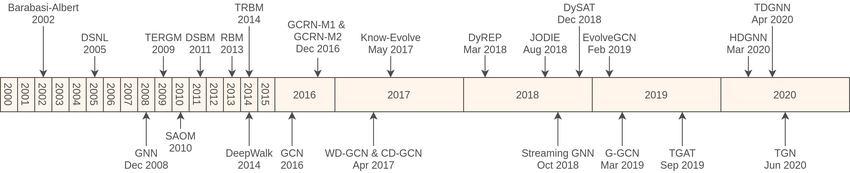 Barabasi-Albert
2002
DSNL
2005
TERGM
2009
DSBM
2011
RBM
2013
TRBM
2014
GCRN-M1 &
GCRN-M2
Dec 2016
Know-Evolve
May 2017
DyREP
Mar 2018
JODIE
Aug 2018
DySAT
Dec 2018
EvolveGCN
Feb 2019
HDGNN
Mar 2020
TDGNN
Apr 2020
2000
2001
2002
2003
2004
2005
2006
2007
2008
2009
2010
2011
2012
2013
2014
2015
2016
2017
2018
2019
2020
GNN
Dec 2008
SAOM
2010
DeepWalk
2014
GCN
2016
WD-GCN & CD-GCN
Apr 2017
Streaming GNN
Oct 2018
G-GCN
Mar 2019
TGAT
Sep 2019
TGN
Jun 2020